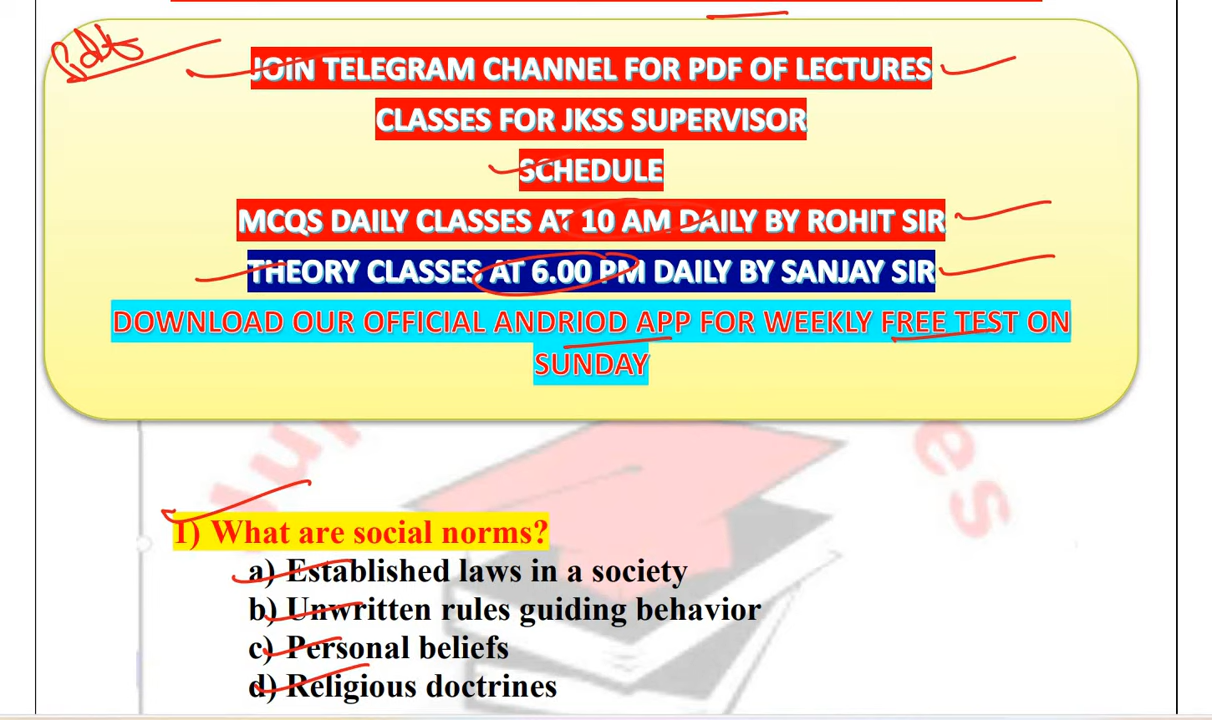 Pdf
JOIN TELEGRAM CHANNEL FOR PDF OF LECTURES
CLASSES FOR JKSS SUPERVISOR
SCHEDULE
MCQS DAILY CLASSES AT 10 AM DAILY BY ROHIT SIR
THEORY CLASSES AT 6.00 PM DAILY BY SANJAY SIR
DOWNLOAD OUR OFFICIAL ANDRIOD APP FOR WEEKLY FREE TEST ON
SUNDAY
1) What are social norms?
a) Established laws in a society
b) Unwritten rules guiding behavior
c) Personal beliefs
d) Religious doctrines